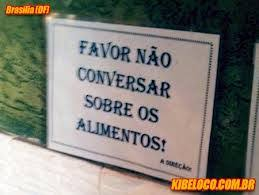 Brasília (DF)
FAVOR NÃO
CONVERSAR
SOBRE OS
ALIMENTOS!
A DIREÇÃO!
KIBELOCO.COM.BR